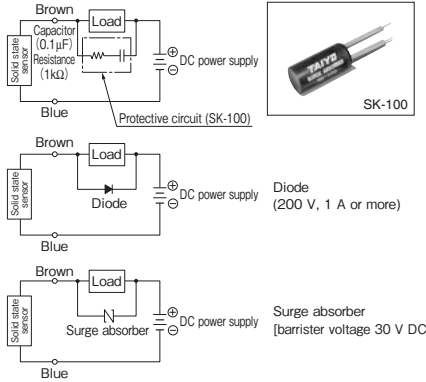 Brown
Load
Capacitor
(0.1μF)
Resistance
(1kΩ)
Solid state
sensor
⊕
DC power supply
⊖
Blue
Protective circuit (SK-100)
TAIYO
SURGE ABSORBER
SK-100
Brown
Load
Solid state
sensor
Diode
⊕
DC power supply
⊖
Blue
Diode
(200 V, 1 A or more)
Brown
Load
Solid state
sensor
Surge absorber
⊕
DC power supply
⊖
Blue
Surge absorber
[barrister voltage 30 V DC